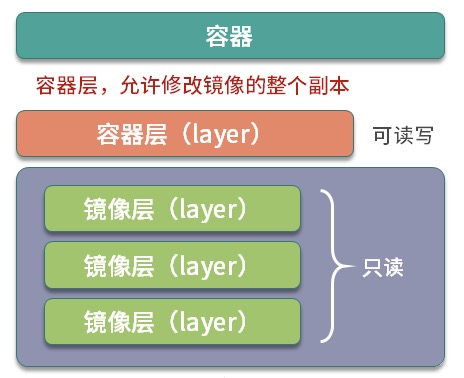 容器
容器层，允许修改镜像的整个副本
容器层（layer）
可读写
镜像层（layer）
镜像层（layer）
只读
镜像层（layer）